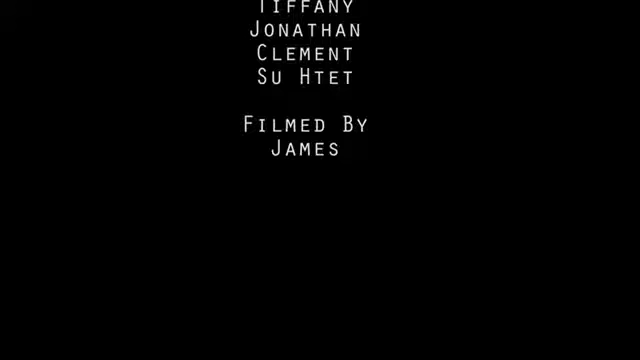 Tiffany
Jonathan
Clement
Su Htet
Filmed By
James